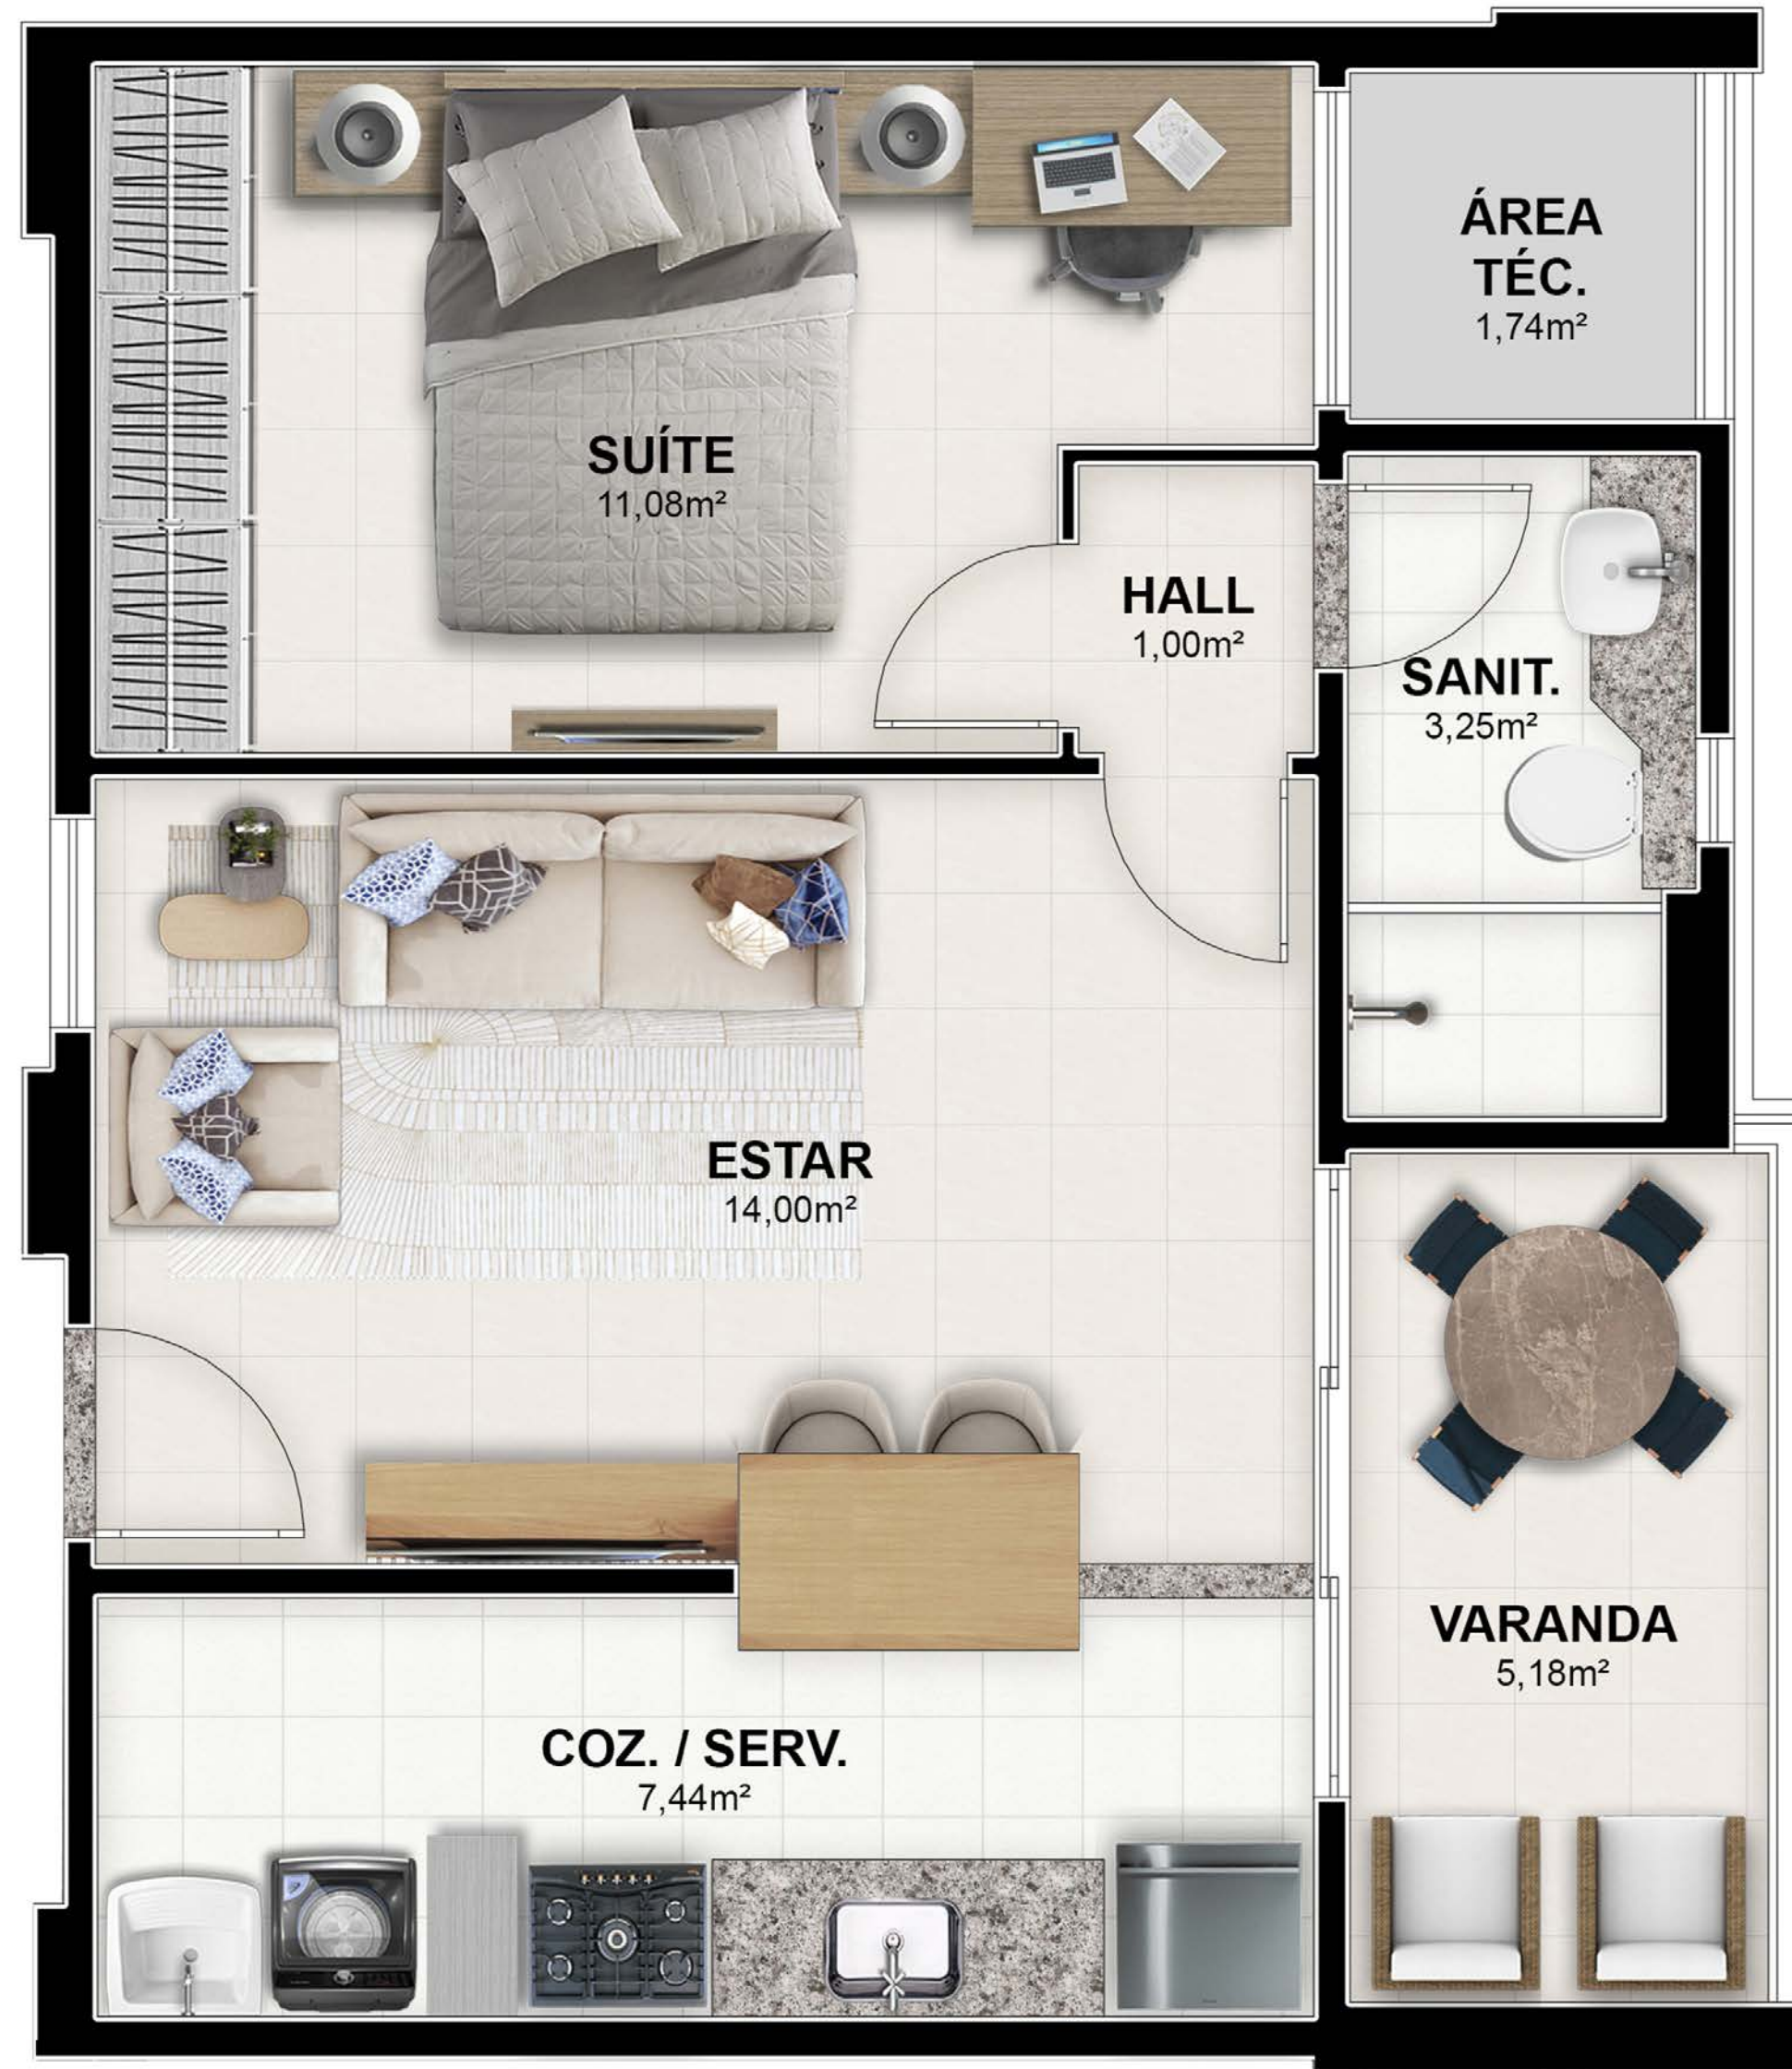 ÁREA
TÉC.
1,74m²
SUÍTE
11,08m²
HALL
1,00m²
SANIT.
3,25m²
ESTAR
14,00m²
VARANDA
5,18m²
COZ. / SERV.
7,44m²